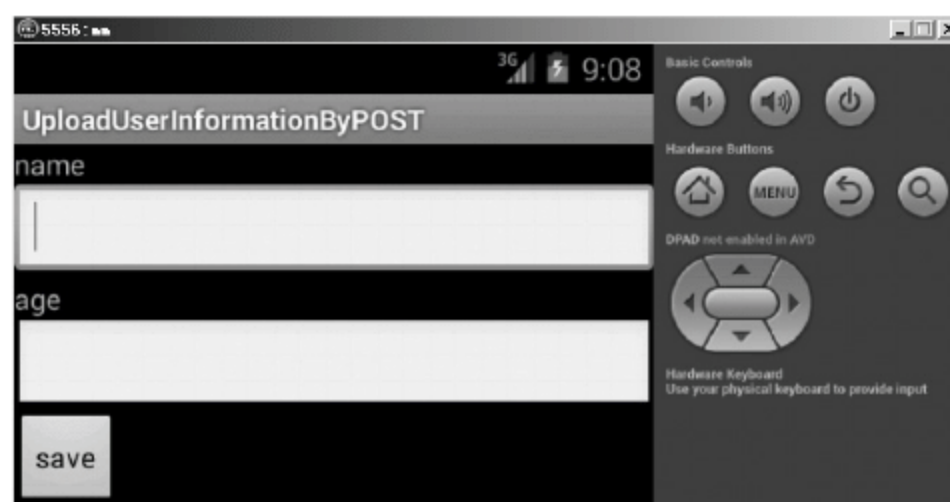 5556:
3G 9:08
UploadUserInformationByPOST
name
age
save
Basic Controls
Hardware Buttons
MENU
DPAD not enabled in AVD
Hardware Keyboard
Use your physical keyboard to provide input